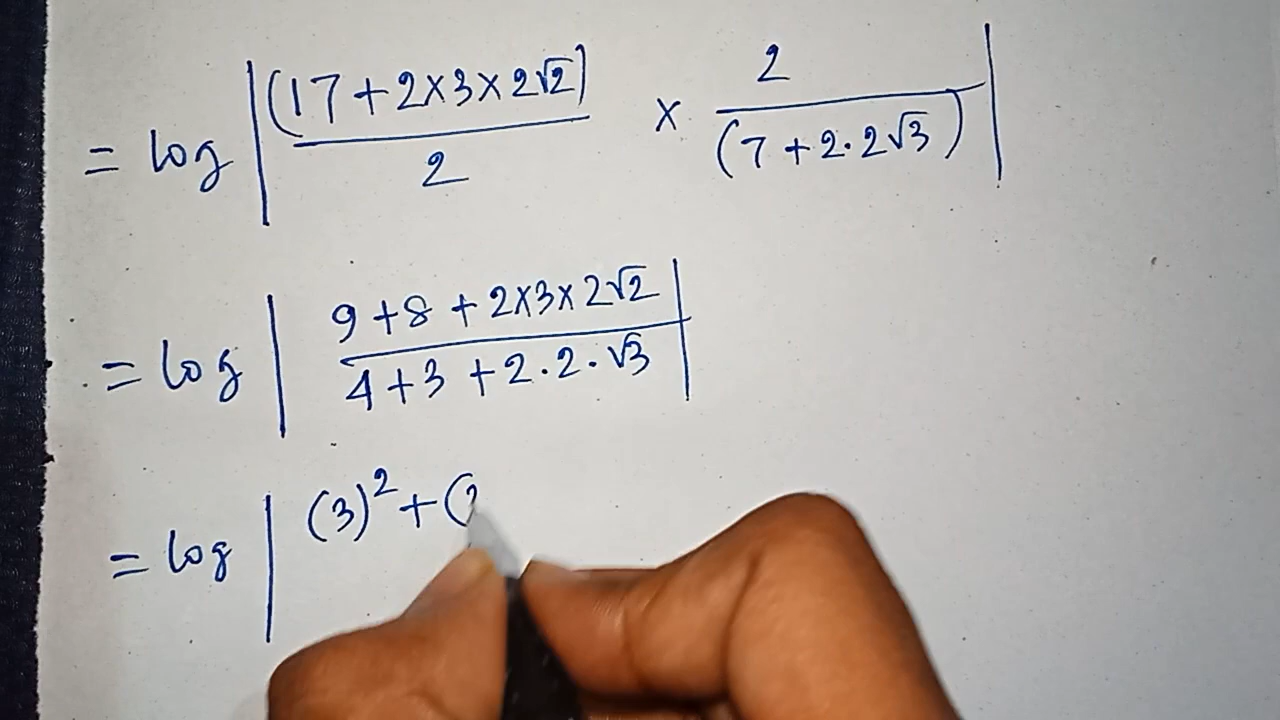 = log | (17 + 2×3×2√2) / 2 × 2 / (7 + 2·2√3) |
= log | 9 + 8 + 2×3×2√2 / 4 + 3 + 2·2·√3 |
= log | (3)² + (